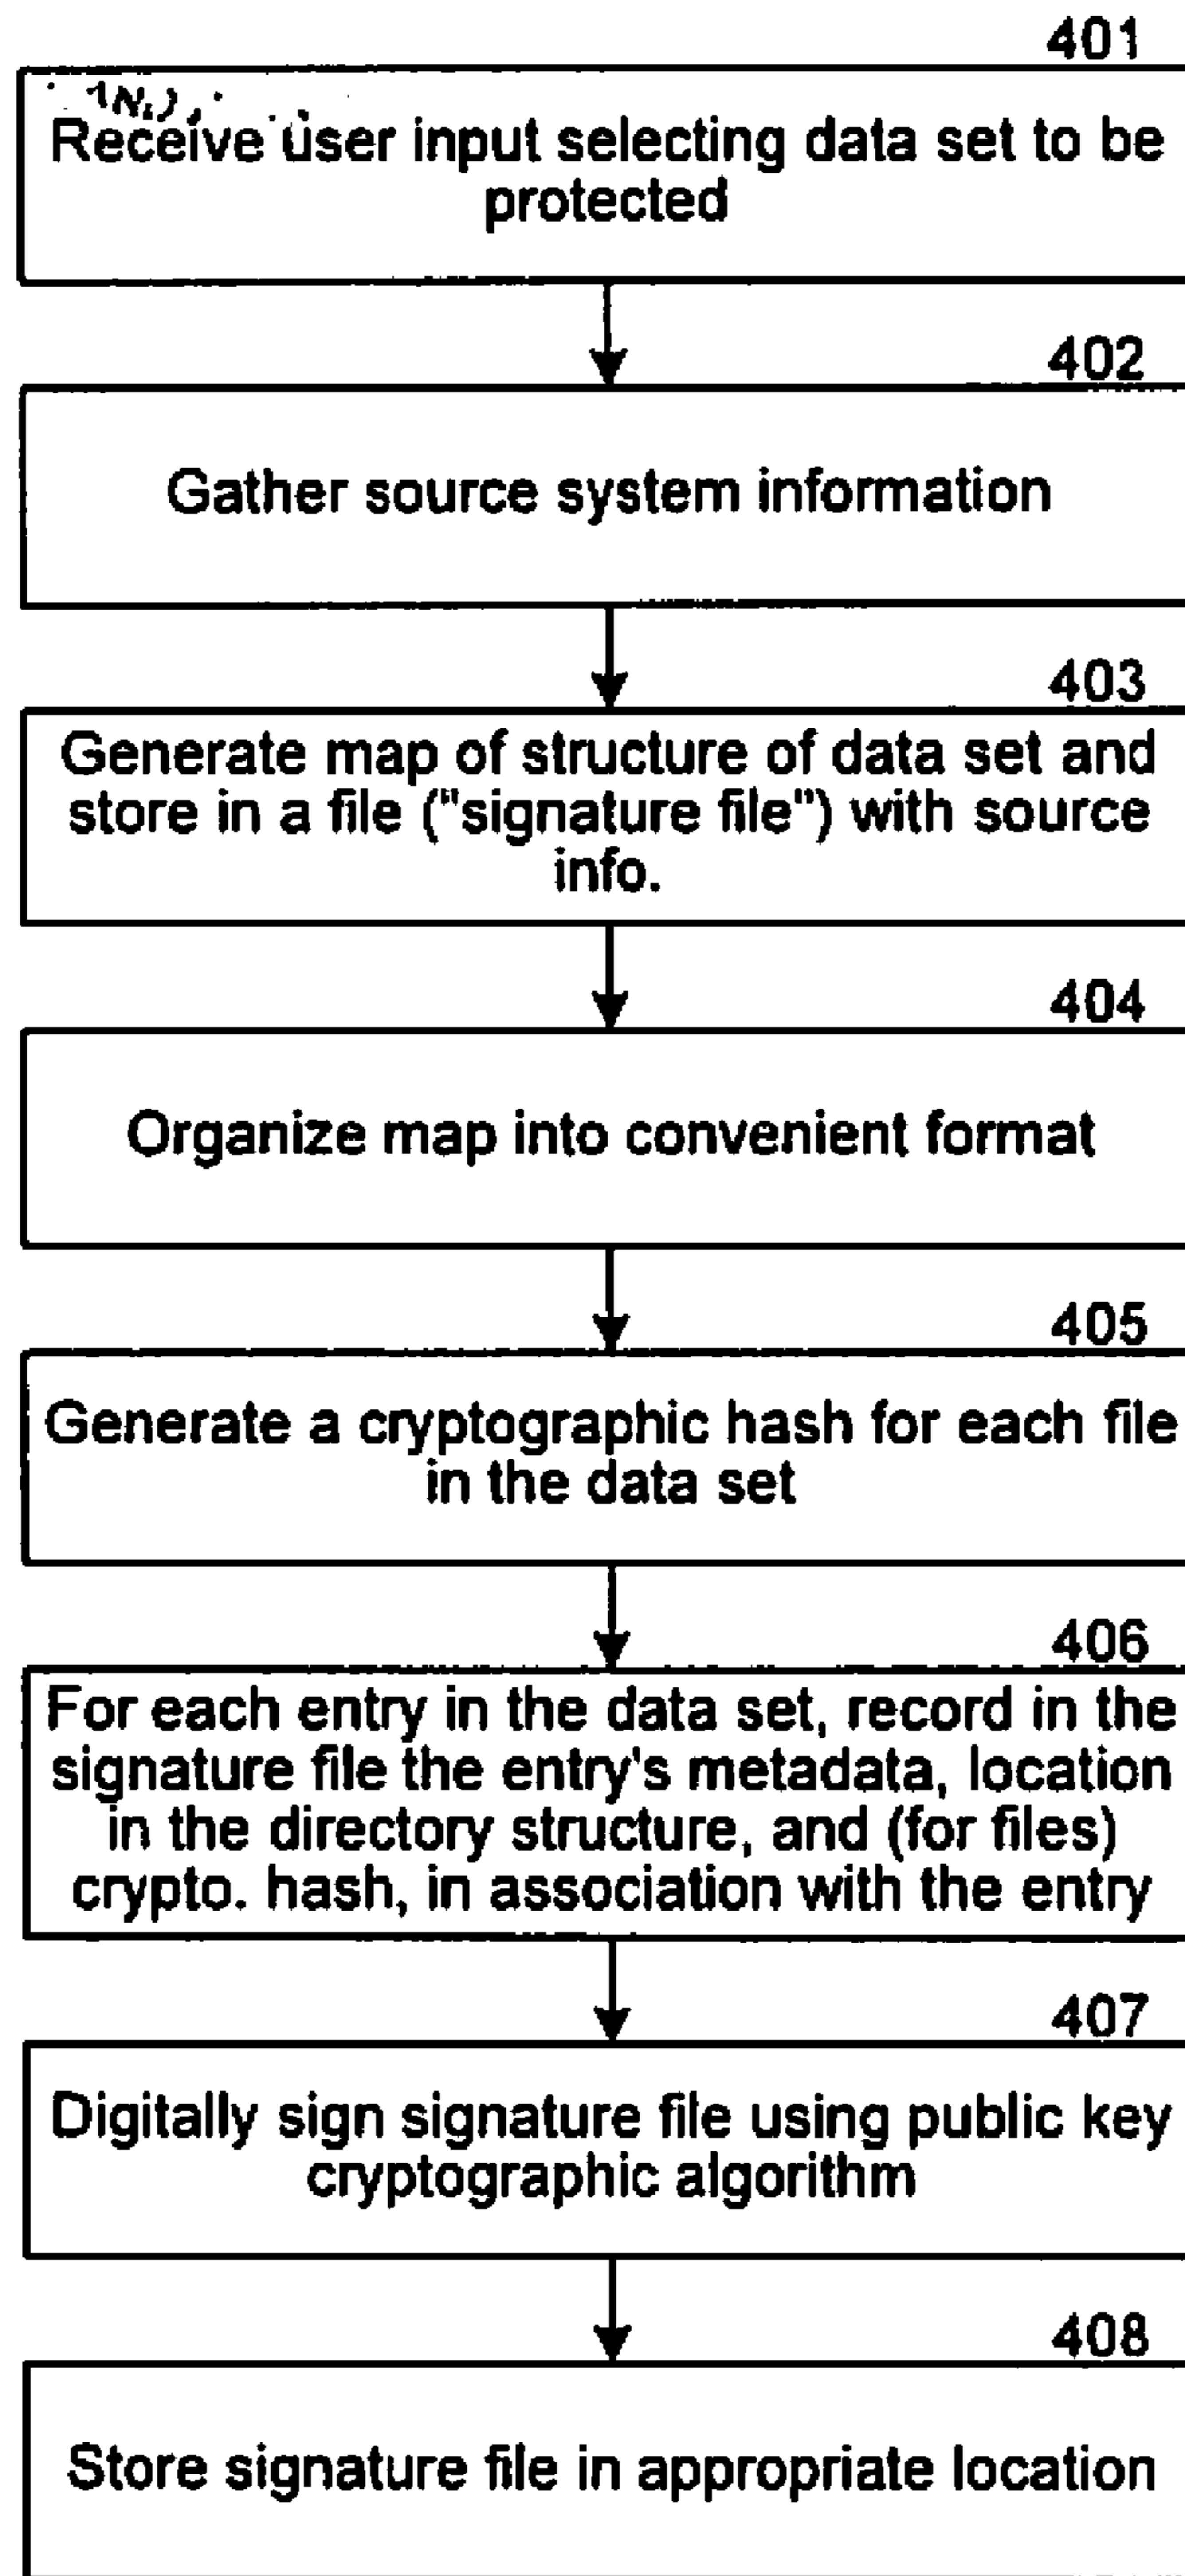 401
Receive user input selecting data set to be
protected
402
Gather source system information
403
Generate map of structure of data set and
store in a file ("signature file") with source
info.
404
Organize map into convenient format
405
Generate a cryptographic hash for each file
in the data set
406
For each entry in the data set, record in the
signature file the entry's metadata, location
in the directory structure, and (for files)
crypto. hash, in association with the entry
407
Digitally sign signature file using public key
cryptographic algorithm
408
Store signature file in appropriate location